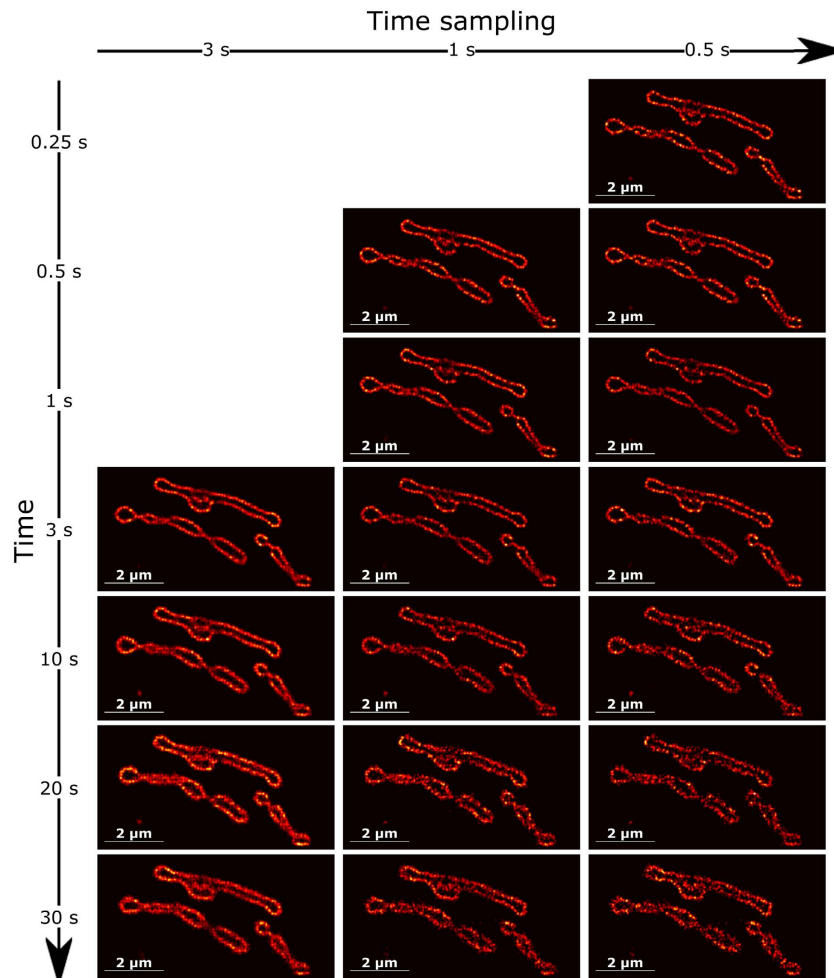 Time sampling
3 s 1 s 0.5 s
0.25 s
2 µm
0.5 s
2 µm 2 µm
1 s
2 µm 2 µm
Time
3 s
2 µm 2 µm 2 µm
10 s
2 µm 2 µm 2 µm
20 s
2 µm 2 µm 2 µm
30 s
2 µm 2 µm 2 µm